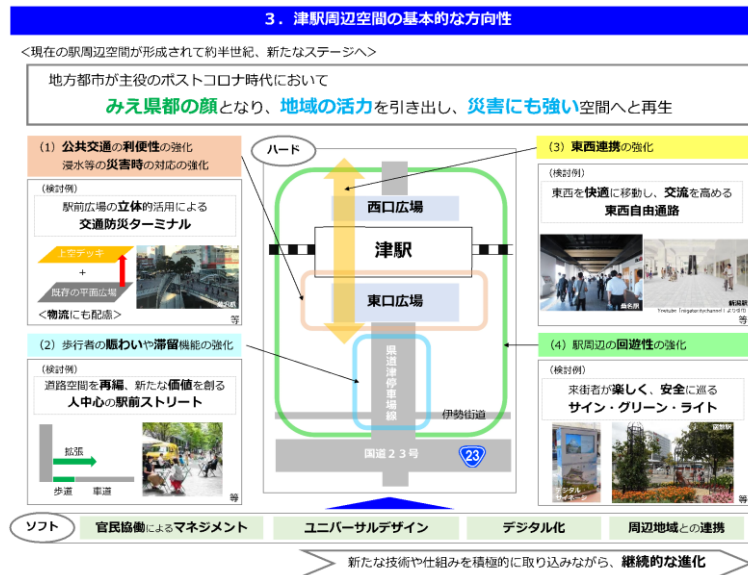 3．津駅周辺空間の基本的な方向性
<現在の駅周辺空間が形成されて約半世紀、新たなステージへ>
地方都市が主役のポストコロナ時代において
みえ県都の顔となり、地域の活力を引き出し、災害にも強い空間へと再生
(1) 公共交通の利便性の強化
浸水等の災害時の対応の強化
(検討例)
駅前広場の立体的活用による
交通防災ターミナル
上空デッキ
+
既存の平面広場
<物流にも配慮>
等
(2) 歩行者の賑わいや滞留機能の強化
(検討例)
道路空間を再編、新たな価値を創る
人中心の駅前ストリート
拡張
歩道
車道
等
ハード
西口広場
津駅
東口広場
県道津停車場線
伊勢街道
国道23号
23
(3) 東西連携の強化
(検討例)
東西を快適に移動し、交流を高める
東西自由通路
桑名駅
新潟駅
等
(4) 駅周辺の回遊性の強化
(検討例)
来街者が楽しく、安全に巡る
サイン・グリーン・ライト
デジタル
等
ソフト
官民協働によるマネジメント
ユニバーサルデザイン
デジタル化
周辺地域との連携
新たな技術や仕組みを積極的に取り込みながら、継続的な進化